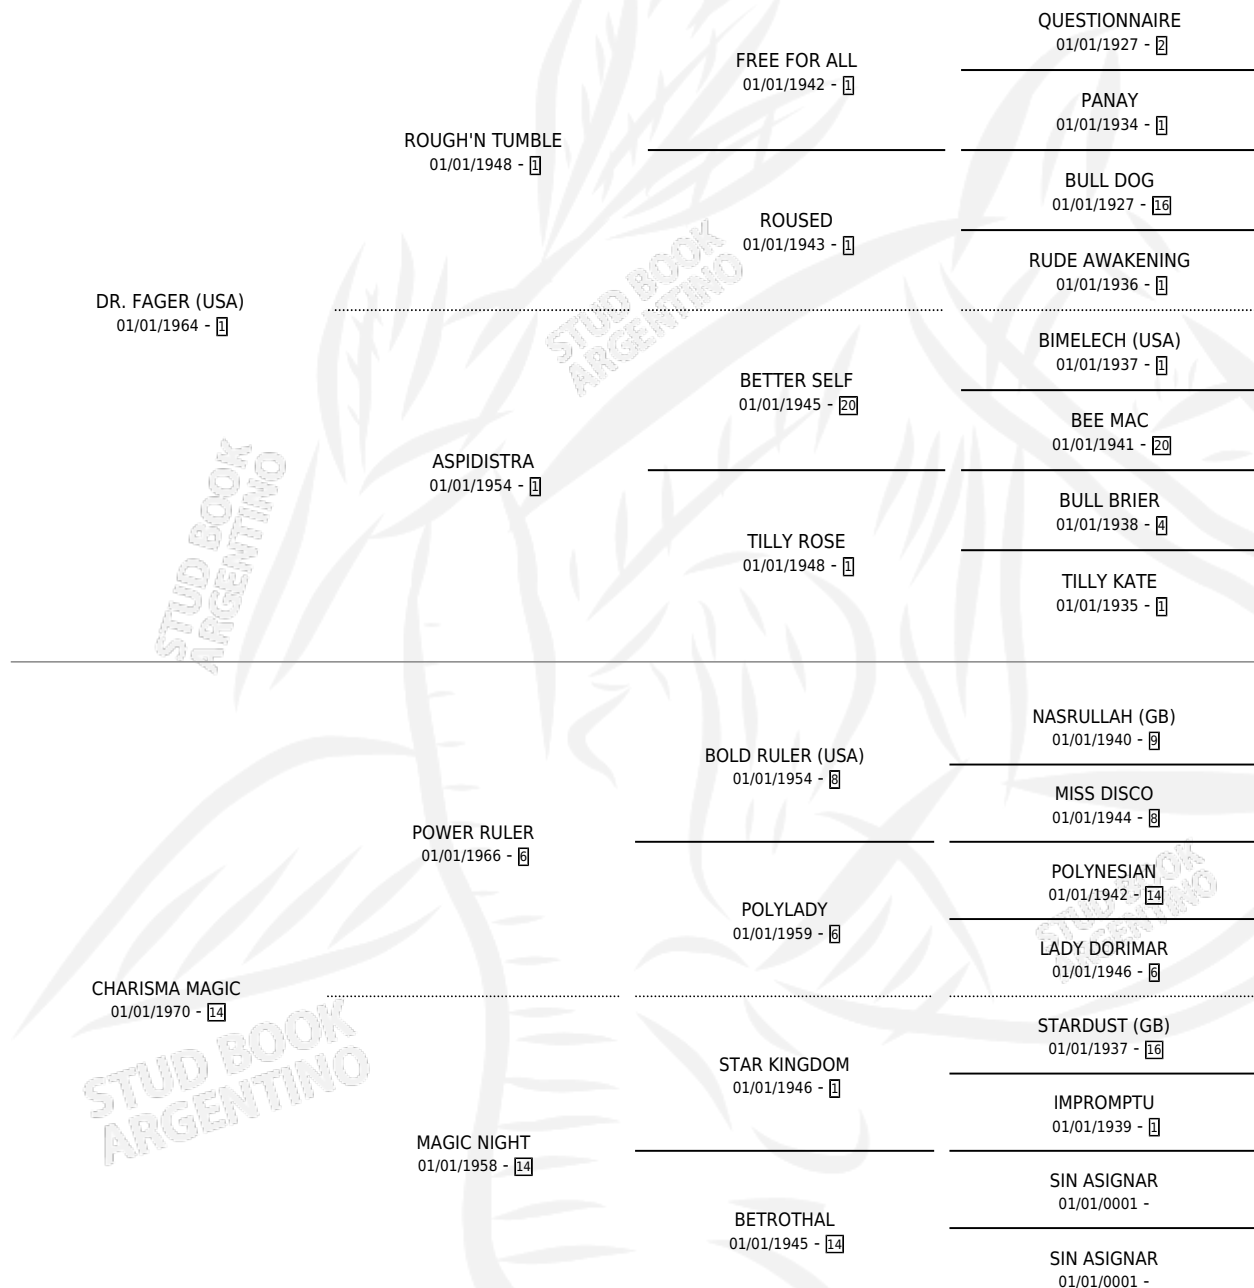 QUESTIONNAIRE
01/01/1927 - 2
FREE FOR ALL
01/01/1942 - 1
PANAY
01/01/1934 - 1
ROUGH'N TUMBLE
01/01/1948 - 1
BULL DOG
01/01/1927 - 16
ROUSED
01/01/1943 - 1
RUDE AWAKENING
01/01/1936 - 1
DR. FAGER (USA)
01/01/1964 - 1
BIMELECH (USA)
01/01/1937 - 1
BETTER SELF
01/01/1945 - 20
BEE MAC
01/01/1941 - 20
ASPIDISTRA
01/01/1954 - 1
BULL BRIER
01/01/1938 - 4
TILLY ROSE
01/01/1948 - 1
TILLY KATE
01/01/1935 - 1
NASRULLAH (GB)
01/01/1940 - 9
BOLD RULER (USA)
01/01/1954 - 8
MISS DISCO
01/01/1944 - 8
POWER RULER
01/01/1966 - 6
POLYNESIAN
01/01/1942 - 14
POLYLADY
01/01/1959 - 6
LADY DORIMAR
01/01/1946 - 6
CHARISMA MAGIC
01/01/1970 - 14
STARDUST (GB)
01/01/1937 - 16
STAR KINGDOM
01/01/1946 - 1
IMPROMPTU
01/01/1939 - 1
MAGIC NIGHT
01/01/1958 - 14
SIN ASIGNAR
01/01/0001 -
BETROTHAL
01/01/1945 - 14
SIN ASIGNAR
01/01/0001 -
STUD BOOK
ARGENTINO
STUD BOOK
ARGENTINO
STUD BOOK
ARGENTINO
STUD BOOK
ARGENTINO